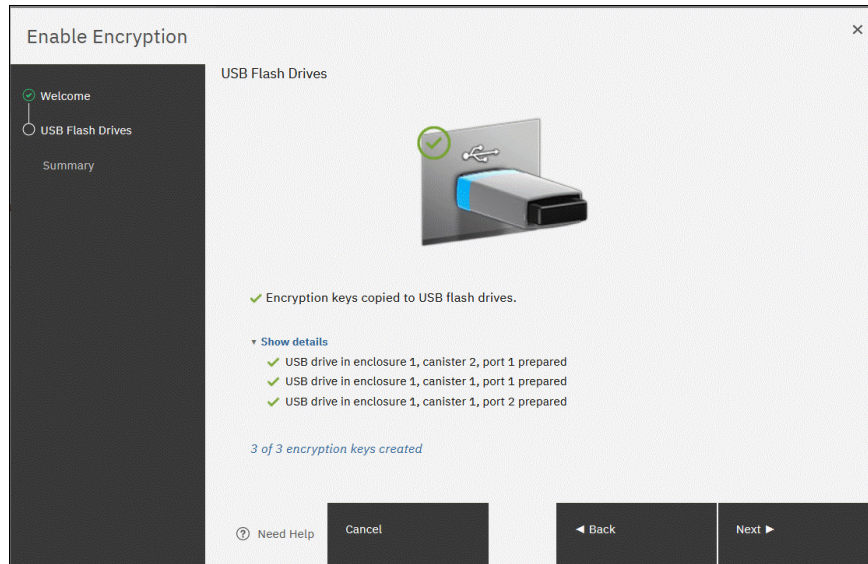 Enable Encryption
Welcome
USB Flash Drives
Summary
USB Flash Drives
Encryption keys copied to USB flash drives.
Show details
USB drive in enclosure 1, canister 2, port 1 prepared
USB drive in enclosure 1, canister 1, port 1 prepared
USB drive in enclosure 1, canister 1, port 2 prepared
3 of 3 encryption keys created
Need Help
Cancel
Back
Next